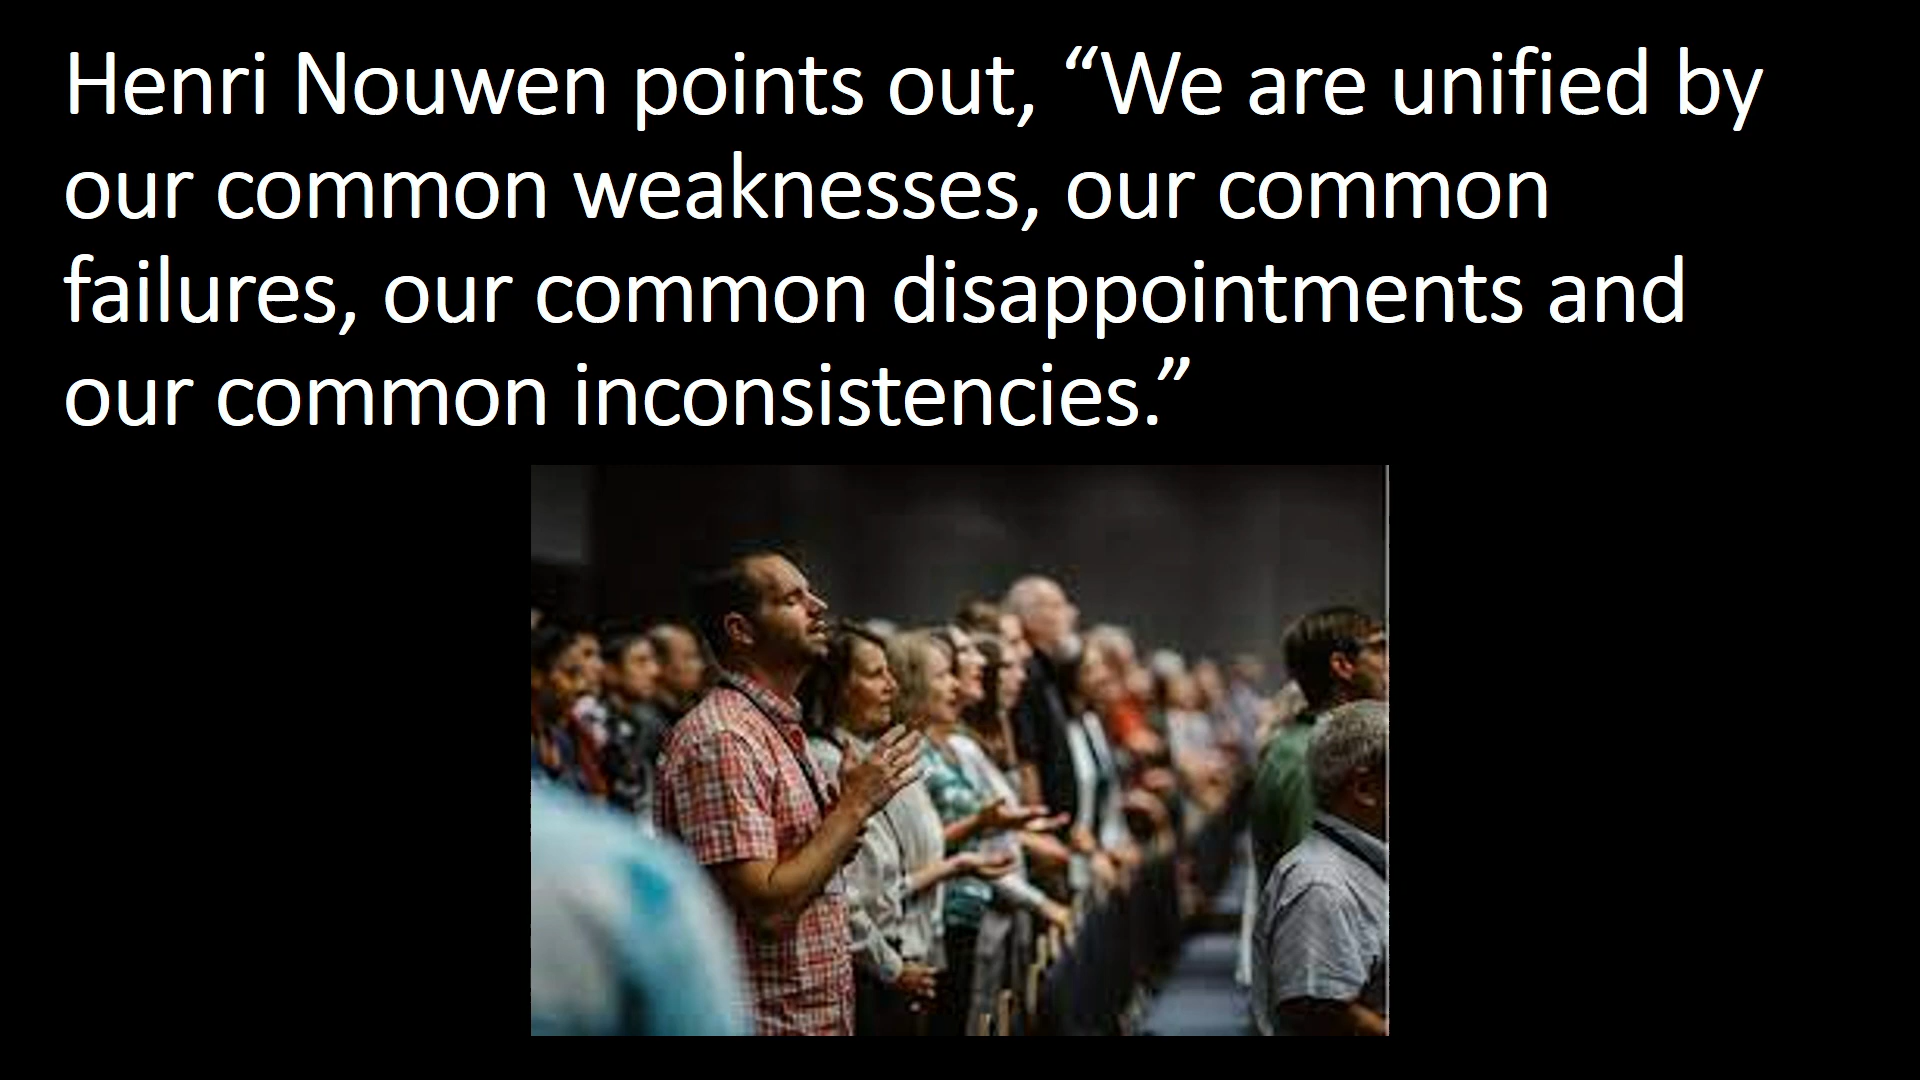 Henri Nouwen points out, “We are unified by
our common weaknesses, our common
failures, our common disappointments and
our common inconsistencies.”